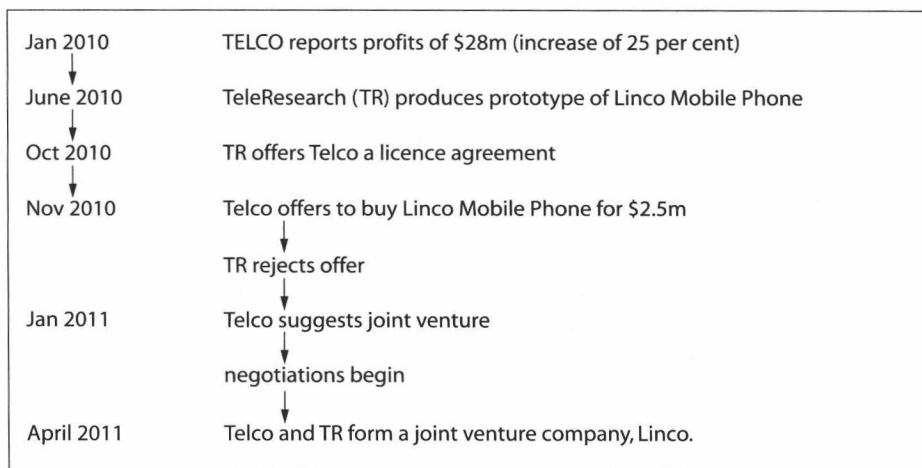 Jan 2010 TELCO reports profits of $28m (increase of 25 per cent)
June 2010 TeleResearch (TR) produces prototype of Linco Mobile Phone
Oct 2010 TR offers Telco a licence agreement
Nov 2010 Telco offers to buy Linco Mobile Phone for $2.5m
TR rejects offer
Jan 2011 Telco suggests joint venture
negotiations begin
April 2011 Telco and TR form a joint venture company, Linco.